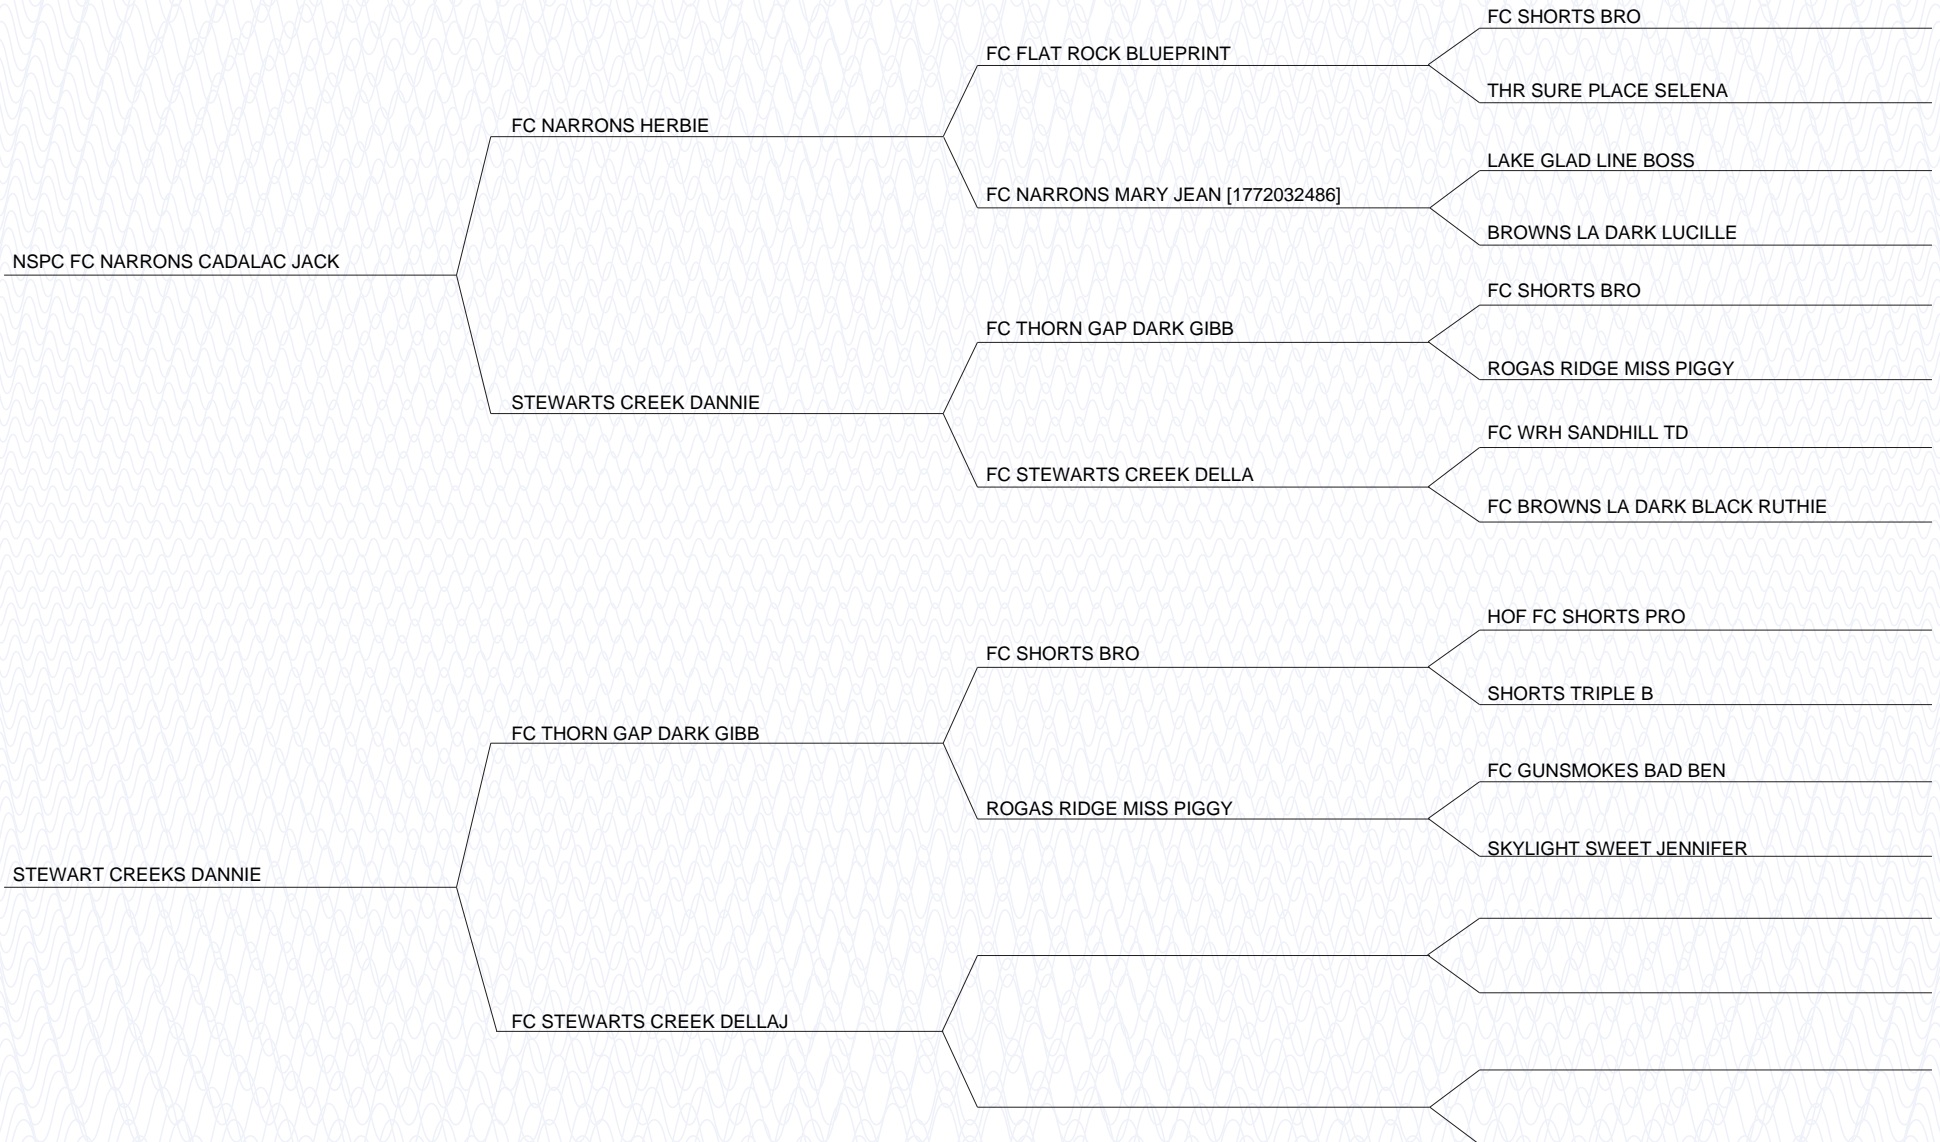 FC SHORTS BRO
FC FLAT ROCK BLUEPRINT
THR SURE PLACE SELENA
FC NARRONS HERBIE
LAKE GLAD LINE BOSS
FC NARRONS MARY JEAN [1772032486]
BROWNS LA DARK LUCILLE
NSPC FC NARRONS CADALAC JACK
FC SHORTS BRO
FC THORN GAP DARK GIBB
ROGAS RIDGE MISS PIGGY
STEWARTS CREEK DANNIE
FC WRH SANDHILL TD
FC STEWARTS CREEK DELLA
FC BROWNS LA DARK BLACK RUTHIE
HOF FC SHORTS PRO
FC SHORTS BRO
SHORTS TRIPLE B
FC THORN GAP DARK GIBB
FC GUNSMOKES BAD BEN
ROGAS RIDGE MISS PIGGY
SKYLIGHT SWEET JENNIFER
STEWART CREEKS DANNIE
FC STEWARTS CREEK DELLAJ